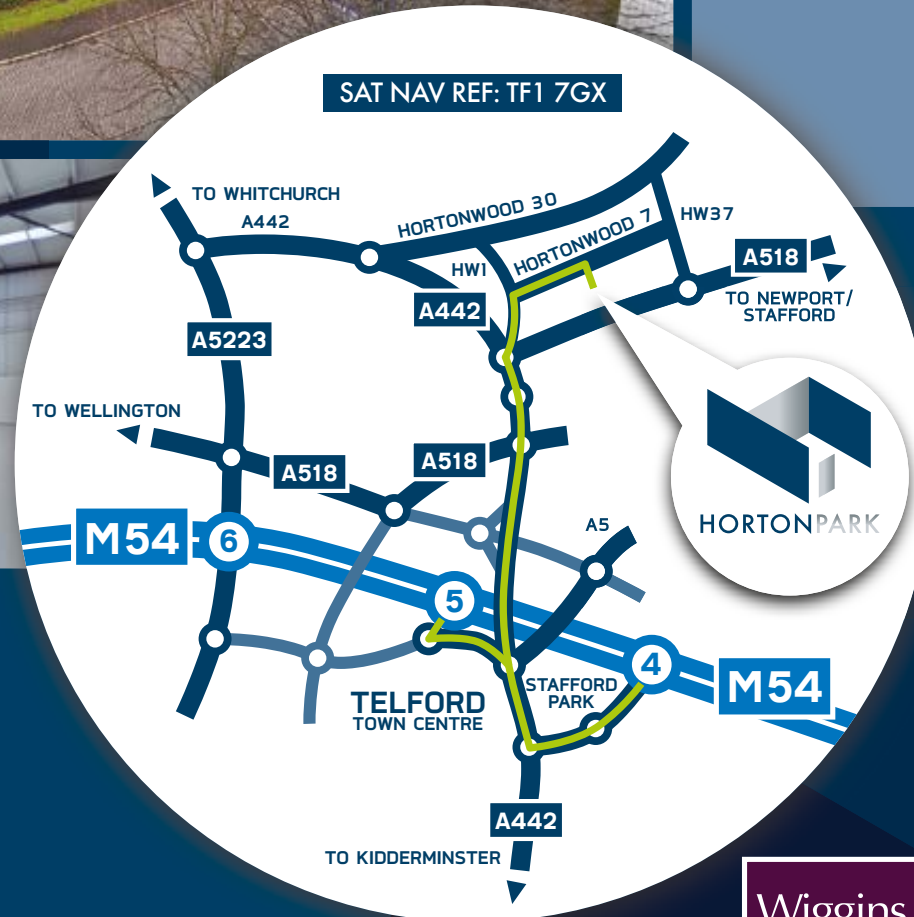 SAT NAV REF: TF1 7GX
TO WHITCHURCH
A442
HORTONWOOD 30
HW1
HORTONWOOD 7
HW37
A518
TO NEWPORT/
STAFFORD
A442
A5223
TO WELLINGTON
A518
A518
HORTONPARK
M54
6
A5
5
4
M54
STAFFORD
PARK
TELFORD
TOWN CENTRE
A442
TO KIDDERMINSTER
Wiggins